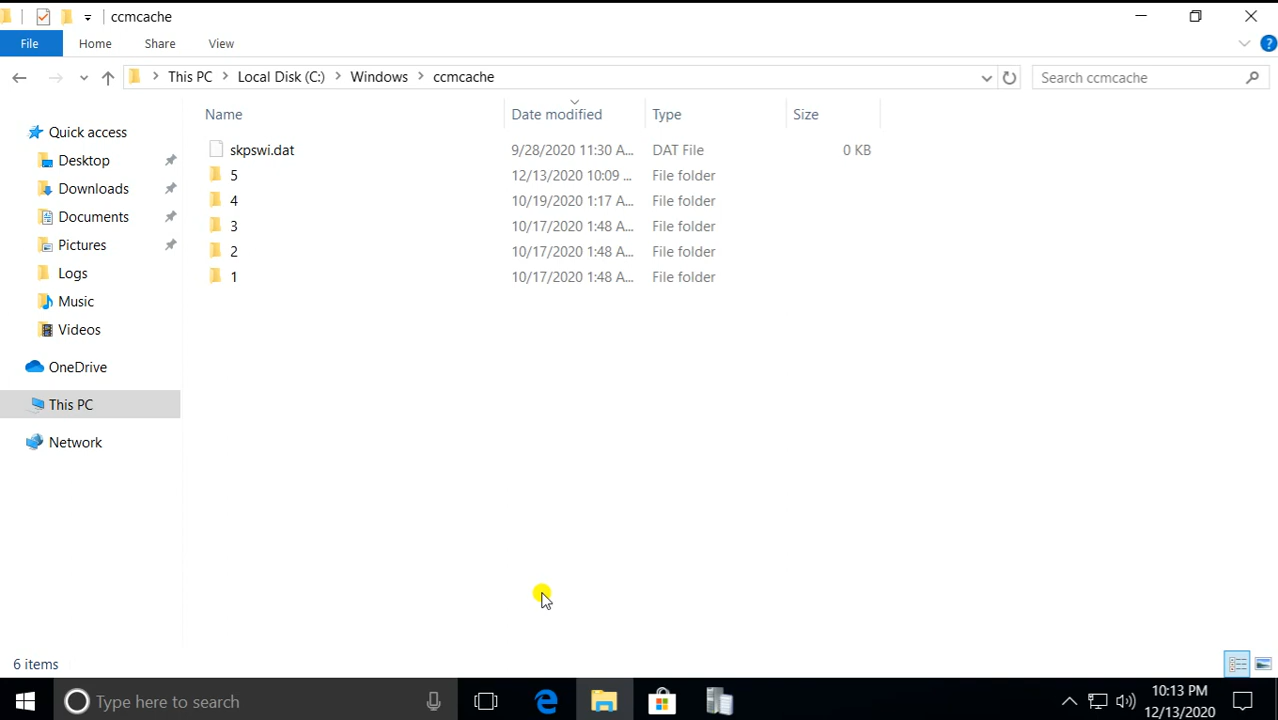 ccmcache
File Home Share View
This PC Local Disk (C:) Windows ccmcache
Search ccmcache
Name Date modified Type Size
skpswi.dat 9/28/2020 11:30 A... DAT File 0 KB
5 12/13/2020 10:09 ... File folder
4 10/19/2020 1:17 A... File folder
3 10/17/2020 1:48 A... File folder
2 10/17/2020 1:48 A... File folder
1 10/17/2020 1:48 A... File folder
Quick access
Desktop
Downloads
Documents
Pictures
Logs
Music
Videos
OneDrive
This PC
Network
6 items
Type here to search
10:13 PM
12/13/2020